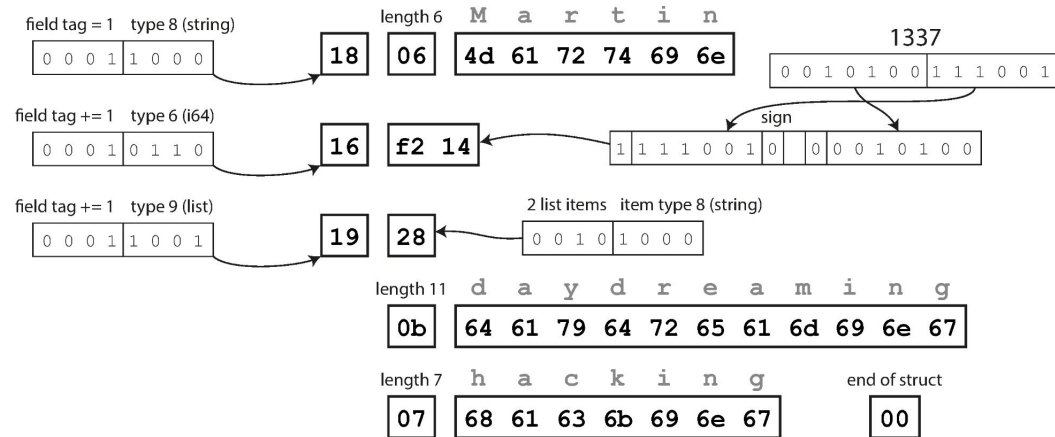 field tag = 1 type 8 (string)
0 0 0 1 1 0 0 0
18
length 6
06
M a r t i n
4d 61 72 74 69 6e
1337
0 0 1 0 1 0 0 1 1 1 0 0 1
field tag += 1 type 6 (i64)
0 0 0 1 0 1 1 0
16
f2 14
sign
1 1 1 1 0 0 1 0 0 0 0 1 0 1 0 0
field tag += 1 type 9 (list)
0 0 0 1 1 0 0 1
19
28
2 list items item type 8 (string)
0 0 1 0 1 0 0 0
length 11
0b
d a y d r e a m i n g
64 61 79 64 72 65 61 6d 69 6e 67
length 7
07
h a c k i n g
68 61 63 6b 69 6e 67
end of struct
00